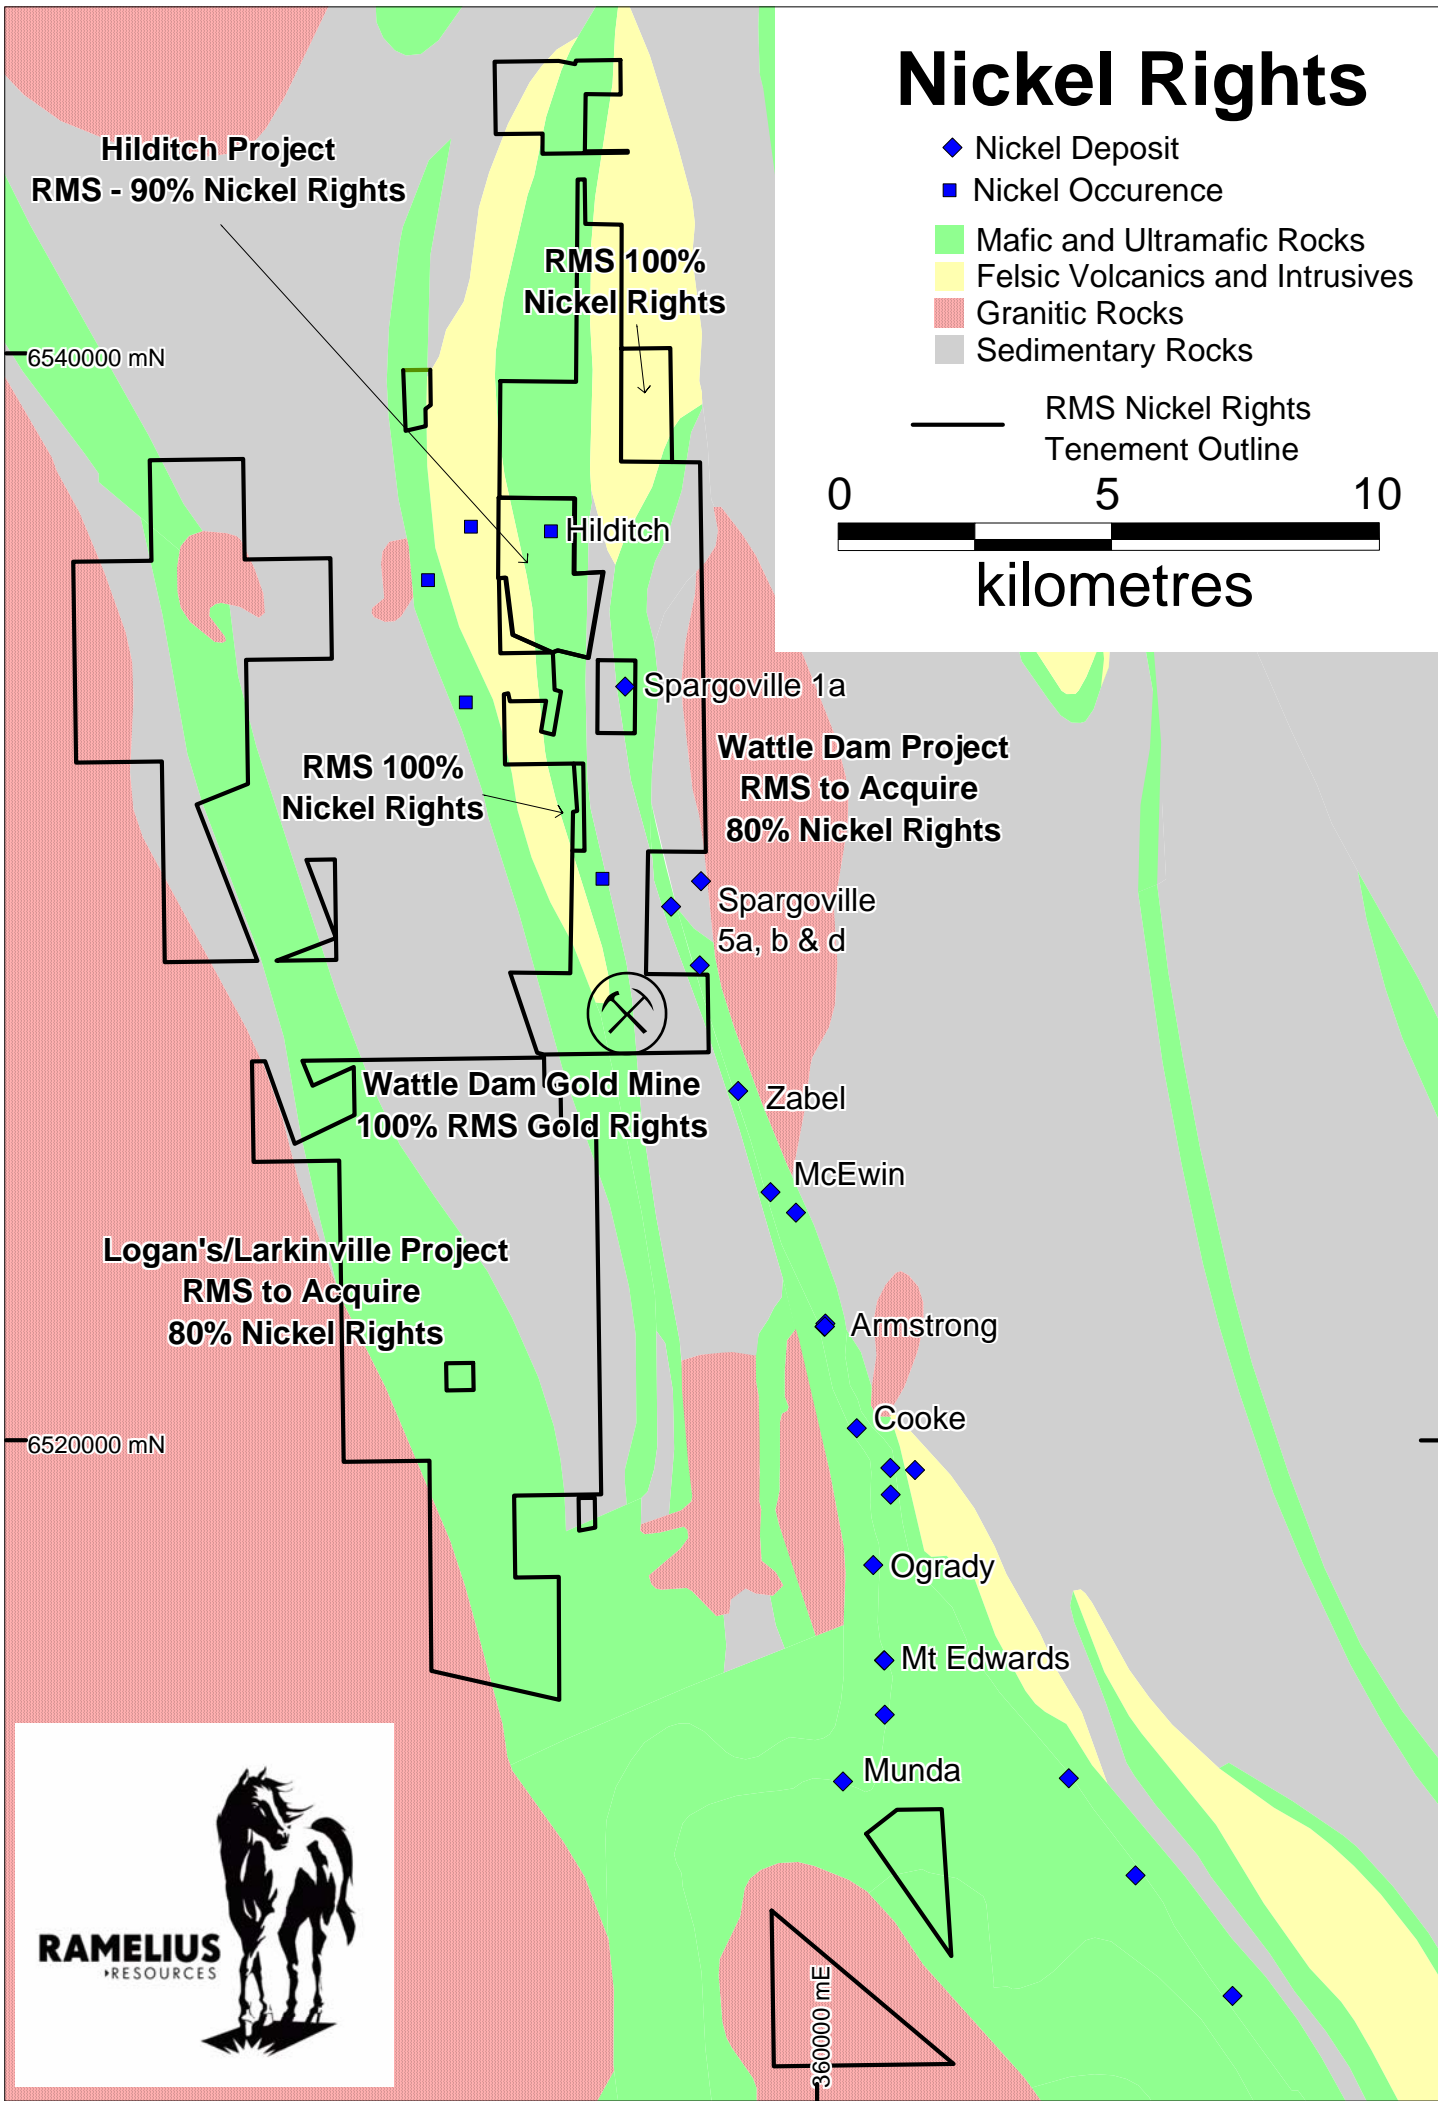 Nickel Rights
Nickel Deposit
Nickel Occurence
Mafic and Ultramafic Rocks
Felsic Volcanics and Intrusives
Granitic Rocks
Sedimentary Rocks
RMS Nickel Rights
Tenement Outline
0 5 10
kilometres
Hilditch Project
RMS - 90% Nickel Rights
RMS 100%
Nickel Rights
6540000 mN
Hilditch
Spargoville 1a
Wattle Dam Project
RMS to Acquire
80% Nickel Rights
RMS 100%
Nickel Rights
Spargoville
5a, b & d
Wattle Dam Gold Mine
100% RMS Gold Rights
Zabel
McEwin
Logan's/Larkinville Project
RMS to Acquire
80% Nickel Rights
Armstrong
Cooke
6520000 mN
Ogrady
Mt Edwards
Munda
RAMELIUS
RESOURCES
360000 mE